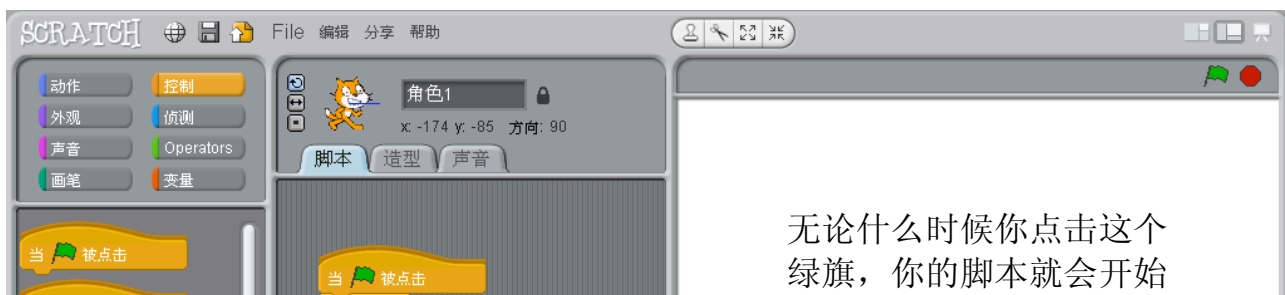 SCRATCH File 编辑 分享 帮助
动作 控制
外观 侦测
声音 Operators
画笔 变量
角色1
x: -174 y: -85 方向: 90
脚本 造型 声音
当 被点击
当 被点击
无论什么时候你点击这个
绿旗，你的脚本就会开始